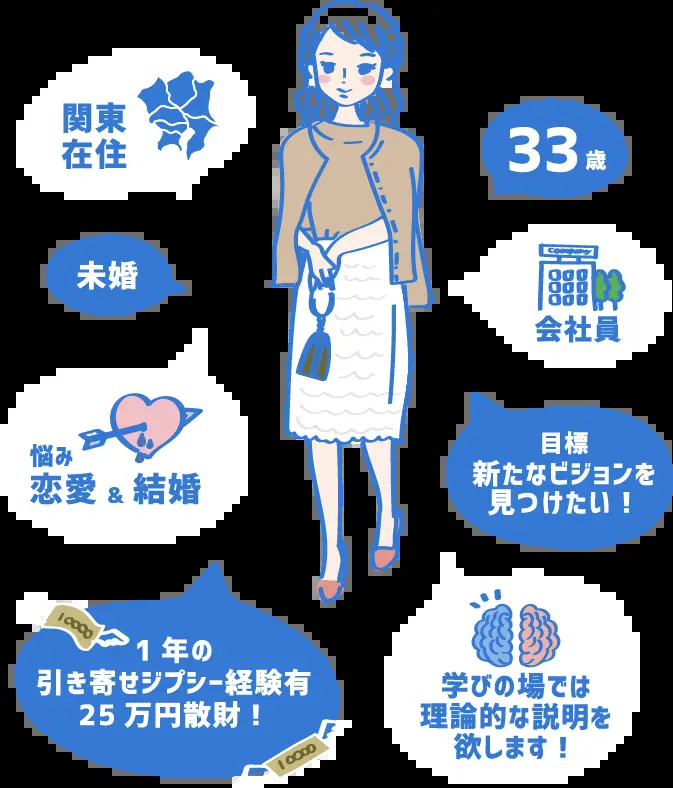 関東
在住
33歳
未婚
COMPANY
会社員
悩み
恋愛 & 結婚
目標
新たなビジョンを
見つけたい！
10000
1年の
引き寄せジプシー経験有
25万円散財！
10000
学びの場では
理論的な説明を
欲します！